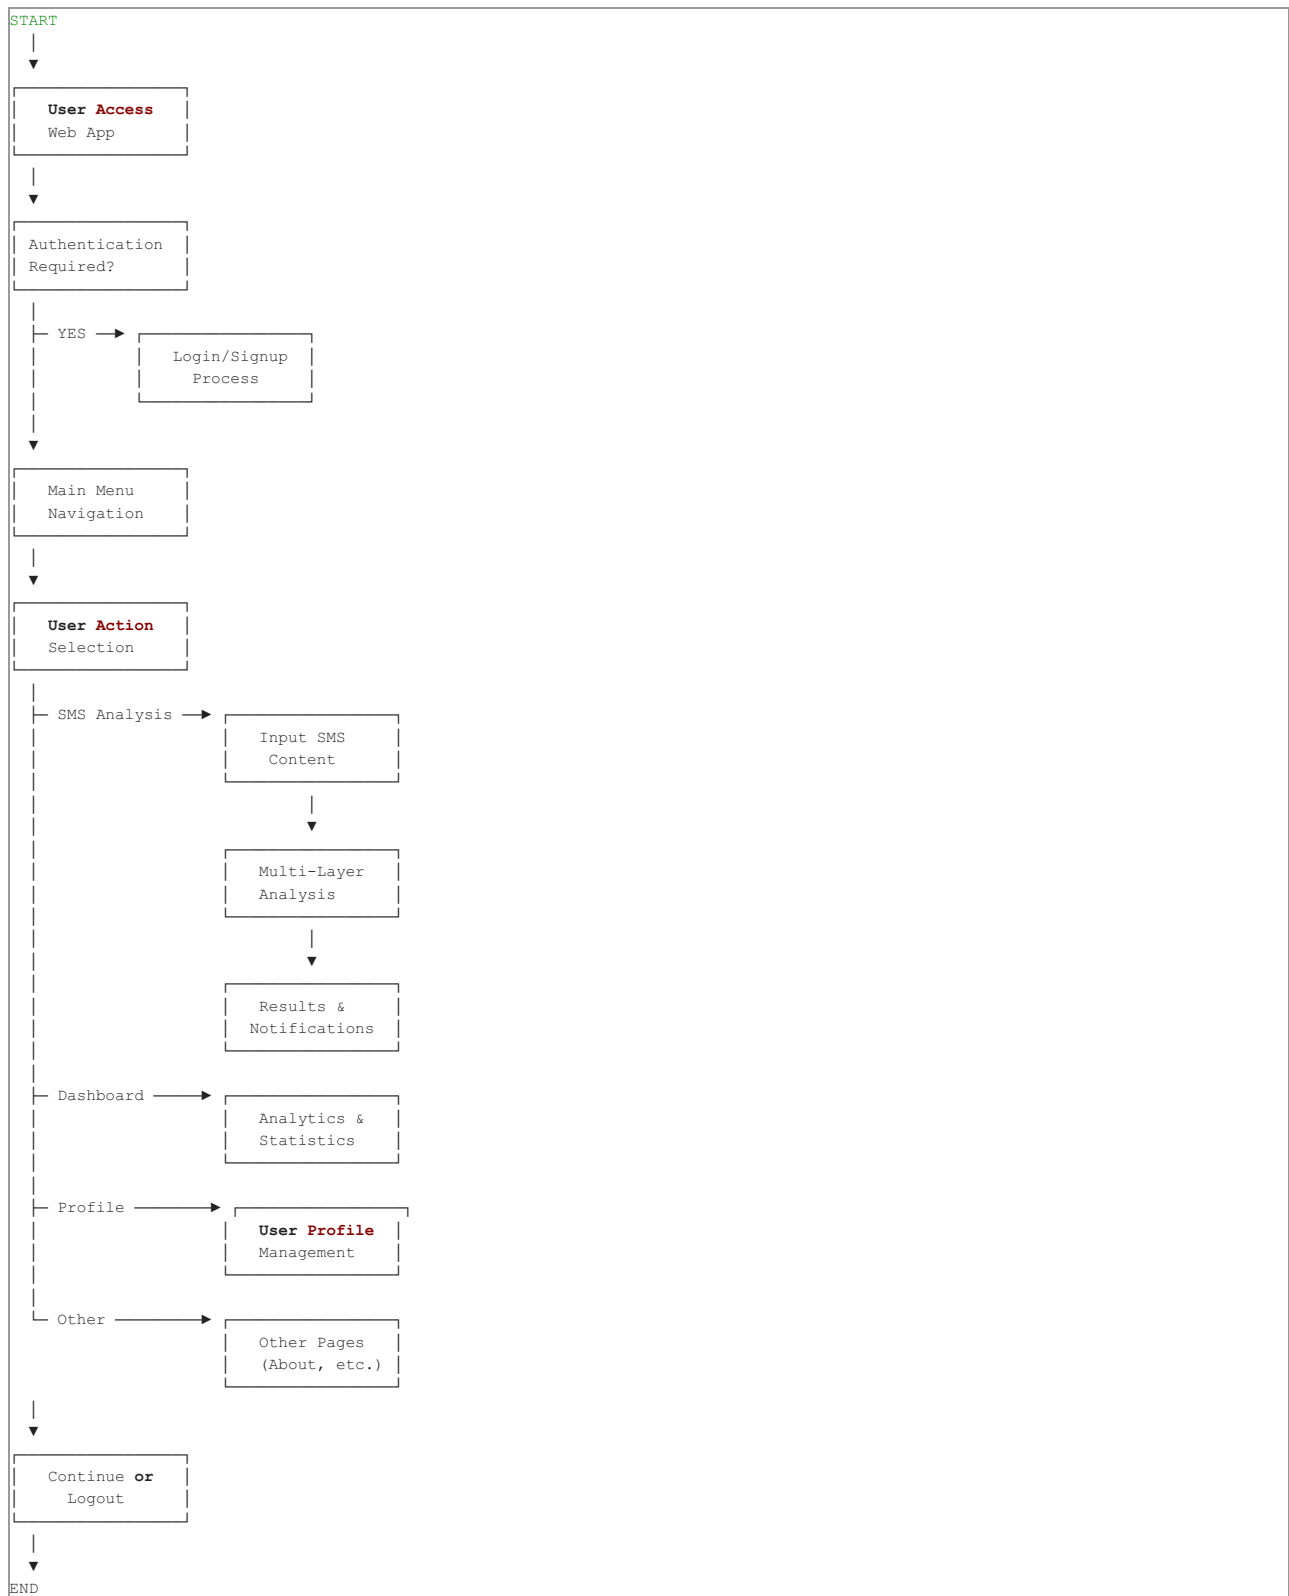 START
User Access
Web App
Authentication
Required?
YES
Login/Signup
Process
Main Menu
Navigation
User Action
Selection
SMS Analysis
Input SMS
Content
Multi-Layer
Analysis
Results &
Notifications
Dashboard
Analytics &
Statistics
Profile
User Profile
Management
Other
Other Pages
(About, etc.)
Continue or
Logout
END